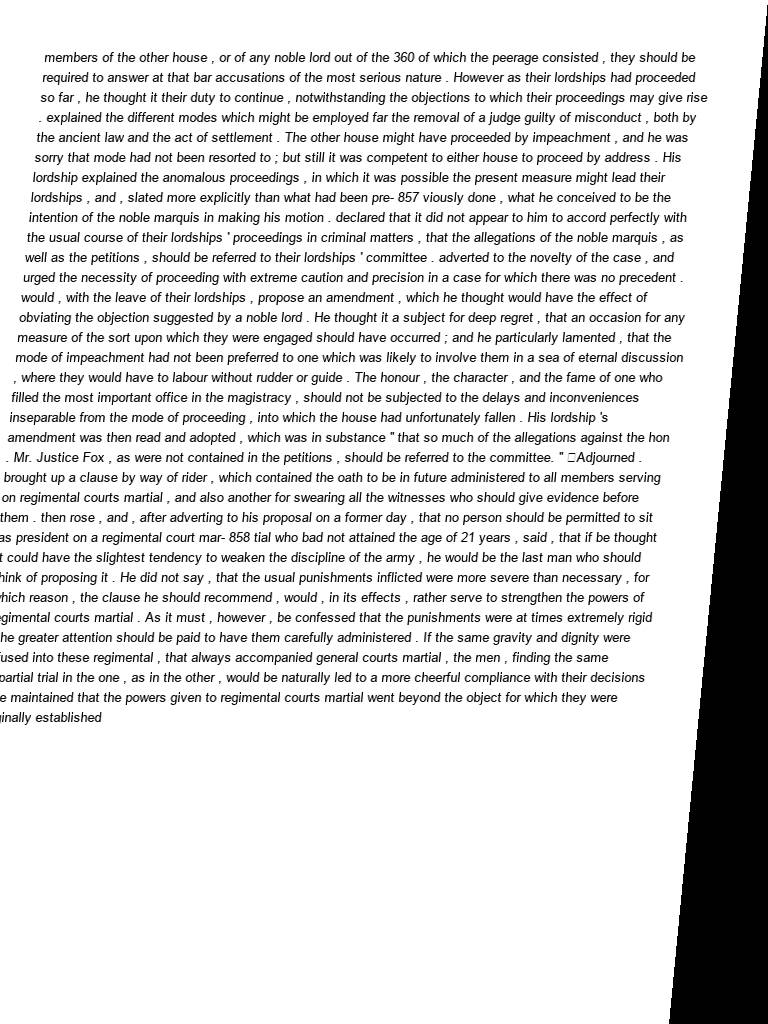 members of the other house , or of any noble lord out of the 360 of which the peerage consisted , they should be
required to answer at that bar accusations of the most serious nature . However as their lordships had proceeded
so far , he thought it their duty to continue , notwithstanding the objections to which their proceedings may give rise
. explained the different modes which might be employed far the removal of a judge guilty of misconduct , both by
the ancient law and the act of settlement . The other house might have proceeded by impeachment , and he was
sorry that mode had not been resorted to ; but still it was competent to either house to proceed by address . His
lordship explained the anomalous proceedings , in which it was possible the present measure might lead their
lordships , and , slated more explicitly than what had been pre- 857 viously done , what he conceived to be the
intention of the noble marquis in making his motion . declared that it did not appear to him to accord perfectly with
the usual course of their lordships ' proceedings in criminal matters , that the allegations of the noble marquis , as
well as the petitions , should be referred to their lordships ' committee . adverted to the novelty of the case , and
urged the necessity of proceeding with extreme caution and precision in a case for which there was no precedent .
would , with the leave of their lordships , propose an amendment , which he thought would have the effect of
obviating the objection suggested by a noble lord . He thought it a subject for deep regret , that an occasion for any
measure of the sort upon which they were engaged should have occurred ; and he particularly lamented , that the
mode of impeachment had not been preferred to one which was likely to involve them in a sea of eternal discussion
, where they would have to labour without rudder or guide . The honour , the character , and the fame of one who
filled the most important office in the magistracy , should not be subjected to the delays and inconveniences
inseparable from the mode of proceeding , into which the house had unfortunately fallen . His lordship 's
amendment was then read and adopted , which was in substance " that so much of the allegations against the hon
. Mr. Justice Fox , as were not contained in the petitions , should be referred to the committee. " Adjourned .
brought up a clause by way of rider , which contained the oath to be in future administered to all members serving
on regimental courts martial , and also another for swearing all the witnesses who should give evidence before
them . then rose , and , after adverting to his proposal on a former day , that no person should be permitted to sit
as president on a regimental court mar- 858 tial who bad not attained the age of 21 years , said , that if be thought
could have the slightest tendency to weaken the discipline of the army , he would be the last man who should
of proposing it . He did not say , that the usual punishments inflicted were more severe than necessary , for
reason , the clause he should recommend , would , in its effects , rather serve to strengthen the powers of
courts martial . As it must , however , be confessed that the punishments were at times extremely rigid
greater attention should be paid to have them carefully administered . If the same gravity and dignity were
into these regimental , that always accompanied general courts martial , the men , finding the same
trial in the one , as in the other , would be naturally led to a more cheerful compliance with their decisions
maintained that the powers given to regimental courts martial went beyond the object for which they were
established